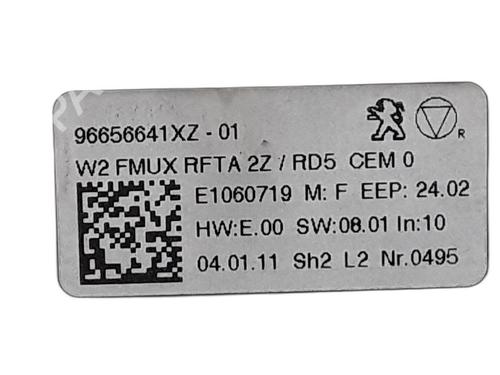 96656641XZ - 01
R
W2 FMUX RFTA 2Z / RD5 CEM 0
E1060719 M: F EEP: 24.02
HW:E.00 SW:08.01 In:10
04.01.11 Sh2 L2 Nr.0495